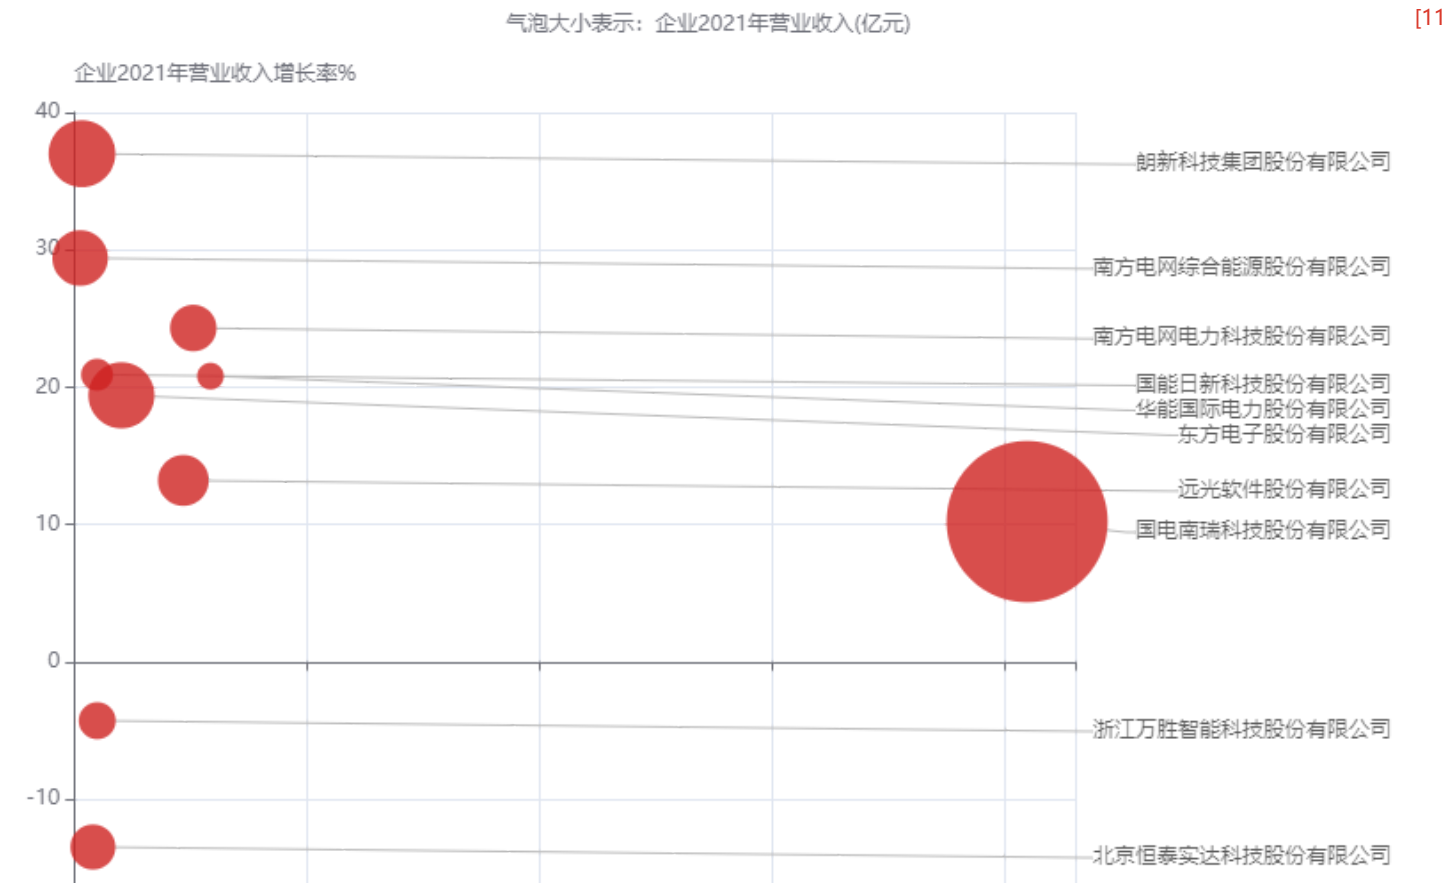 气泡大小表示：企业2021年营业收入(亿元)
[11
企业2021年营业收入增长率%
40
朗新科技集团股份有限公司
30
南方电网综合能源股份有限公司
南方电网电力科技股份有限公司
20
国能日新科技股份有限公司
华能国际电力股份有限公司
东方电子股份有限公司
远光软件股份有限公司
10
国电南瑞科技股份有限公司
0
浙江万胜智能科技股份有限公司
-10
北京恒泰实达科技股份有限公司